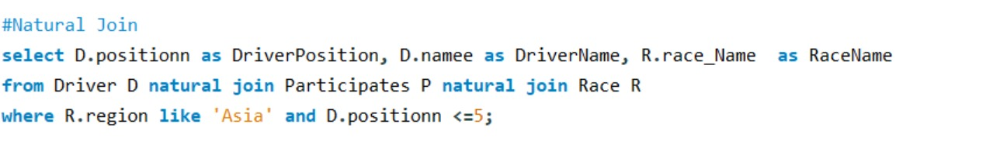 #Natural Join
select D.positionn as DriverPosition, D.namee as DriverName, R.race_Name  as RaceName
from Driver D natural join Participates P natural join Race R
where R.region like 'Asia' and D.positionn <=5;